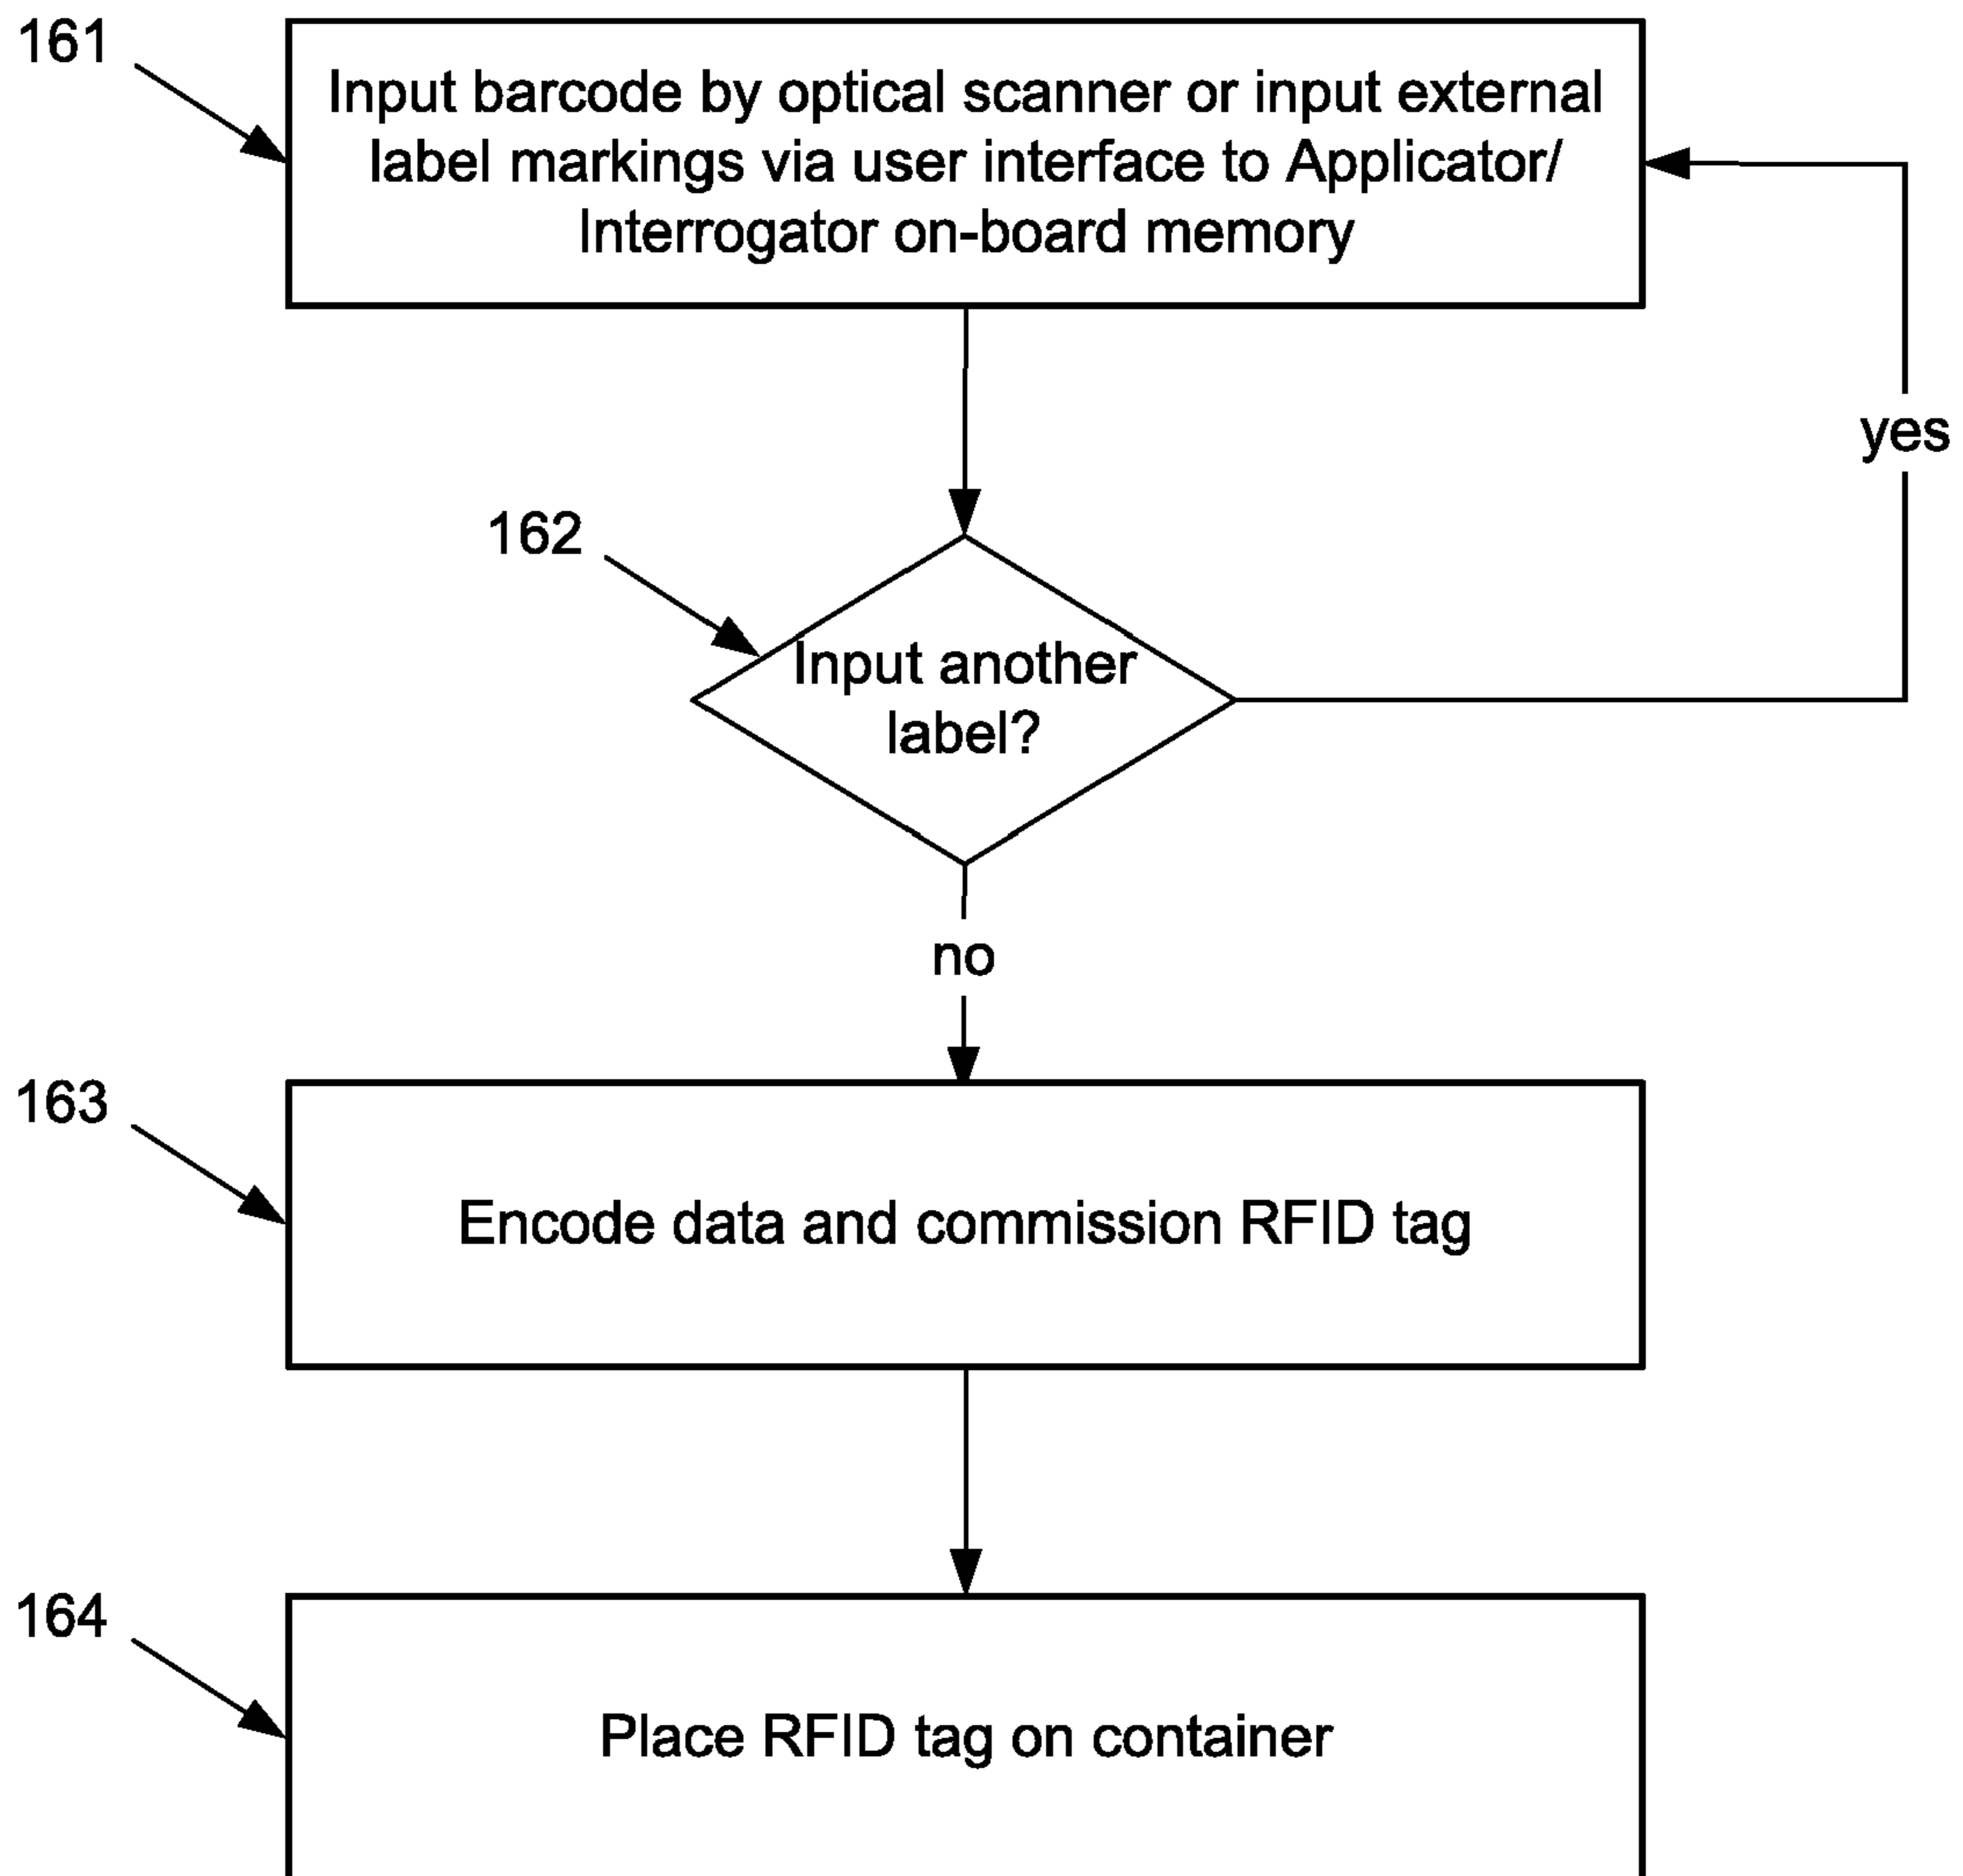 161
Input barcode by optical scanner or input external
label markings via user interface to Applicator/
Interrogator on-board memory
yes
162
Input another
label?
no
163
Encode data and commission RFID tag
164
Place RFID tag on container